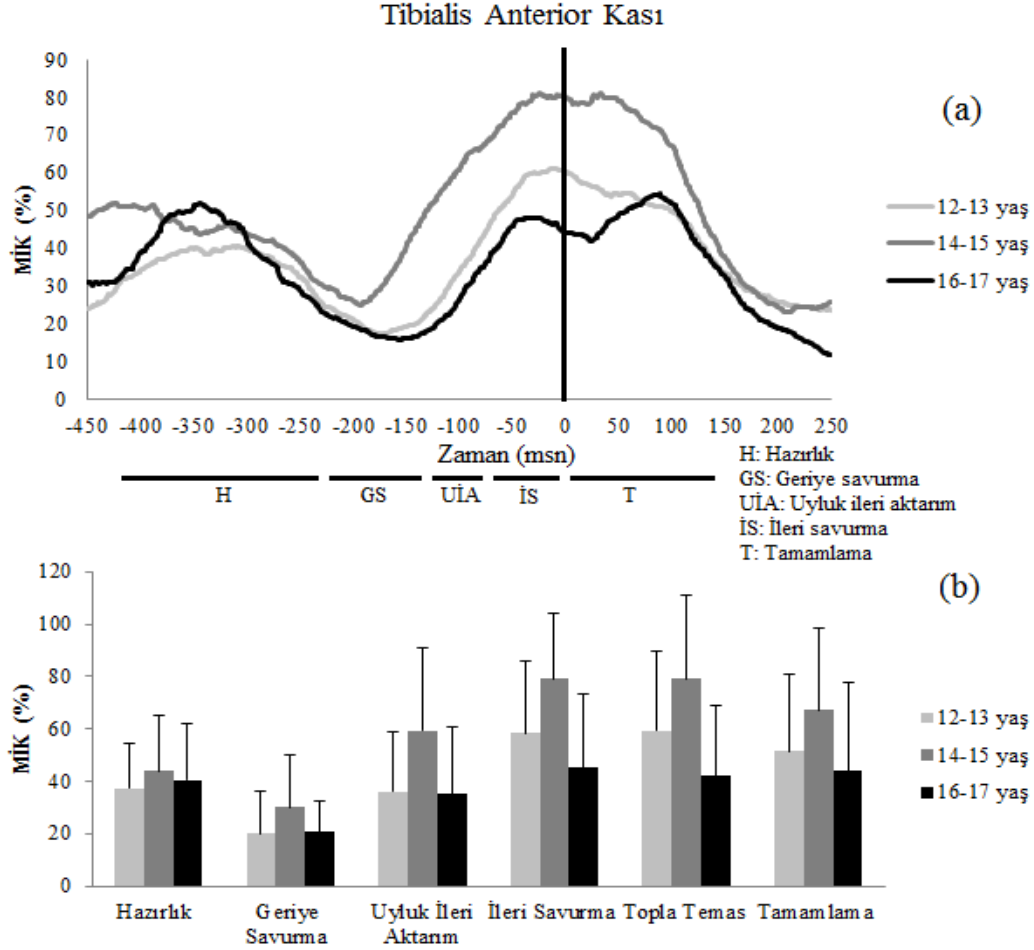 Tibialis Anterior Kası
(a)
MİK (%)
90
80
70
60
50
40
30
20
10
0
-450 -400 -350 -300 -250 -200 -150 -100 -50 0 50 100 150 200 250
Zaman (msn)
12-13 yaş
14-15 yaş
16-17 yaş
H GS UİA İS T
H: Hazırlık
GS: Geriye savurma
UİA: Uyluk ileri aktarım
İS: İleri savurma
T: Tamamlama
(b)
MİK (%)
120
100
80
60
40
20
0
Hazırlık Geriye Uyluk İleri İleri Savurma Topla Temas Tamamlama
Savurma Aktarım
12-13 yaş
14-15 yaş
16-17 yaş